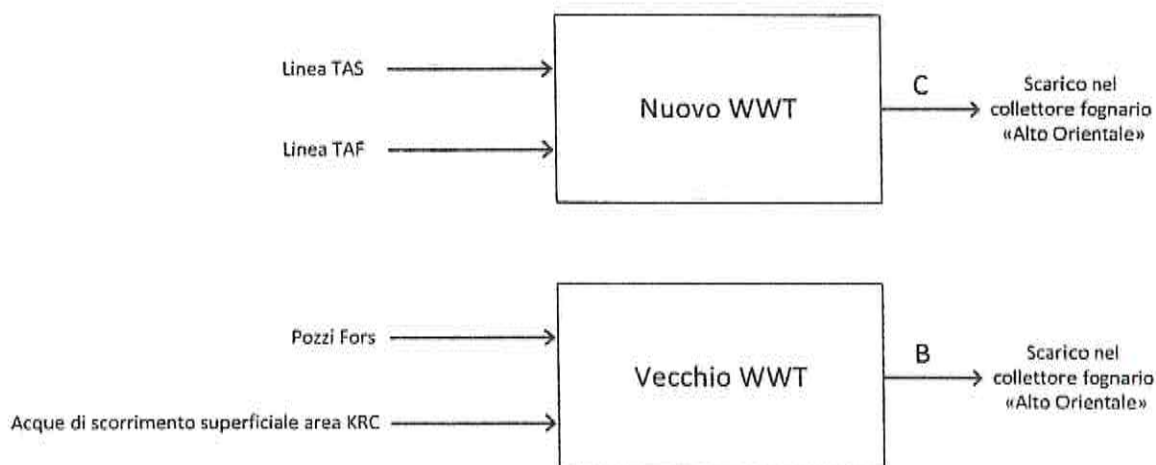 Linea TAS
Linea TAF
Nuovo WWT
C
Scarico nel
collettore fognario
«Alto Orientale»
Pozzi Fors
Acque di scorrimento superficiale area KRC
Vecchio WWT
B
Scarico nel
collettore fognario
«Alto Orientale»